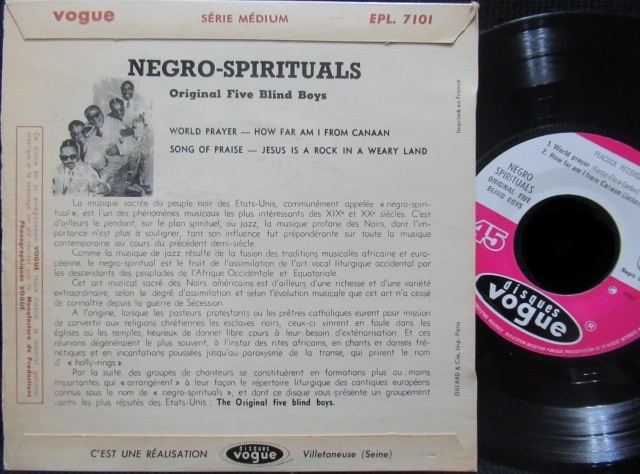 vogue SÉRIE MÉDIUM EPL. 7101
NEGRO-SPIRITUALS
Original Five Blind Boys
WORLD PRAYER — HOW FAR AM I FROM CANAAN
SONG OF PRAISE — JESUS IS A ROCK IN A WEARY LAND
Imprimé en France
La musique sacrée du peuple noir des Etats-Unis, communément appelée « negro-spiri-
tual », est l'un des phénomènes musicaux les plus intéressants des XIXe et XXe siècles. C'est
d'ailleurs le pendant, sur le plan spirituel, du jazz, la musique profane des Noirs, dont l'im-
portance n'est plus à souligner, tant son influence fut prépondérante sur toute la musique
contemporaine au cours du précédent demi-siècle.
Comme la musique de jazz résulte de la fusion des traditions musicales africaine et euro-
péenne, le negro-spiritual est le fruit de l'assimilation de l'art vocal liturgique occidental par
les descendants des peuplades de l'Afrique Occidentale et Equatoriale.
Cet art musical sacré des Noirs américains est d'ailleurs d'une richesse et d'une variété
extraordinaire, selon le degré d'assimilation et selon l'évolution musicale que cet art n'a cessé
de connaître depuis la guerre de Sécession.
A l'origine, lorsque les pasteurs protestants ou les prêtres catholiques eurent pour mission
de convertir aux religions chrétiennes les esclaves noirs, ceux-ci vinrent en foule dans les
églises ou les temples, heureux de donner libre cours à leur besoin d'extériorisation. Et ces
réunions dégénéraient le plus souvent, à l'instar des rites africains, en chants et danses fré-
nétiques et en incantations poussées jusqu'au paroxysme de la transe, qui prirent le nom
d' « holly-rings »
Par la suite, des groupes de chanteurs se constituèrent en formations plus ou moins
importantes qui « arrangèrent » à leur façon le répertoire liturgique des cantiques européens
connus sous le nom de « negro-spirituals », et dont ce disque vous présente un groupement
parmi les plus réputés des Etats-Unis : The Original five blind boys.
DILLARD & Cie, Imp. Paris
C'EST UNE RÉALISATION disques vogue Villetaneuse (Seine)
Phonographiques VOGUE
PEACOCK RECORDS
1. World prayer
2. How far am I from Canaan
NEGRO
SPIRITUALS
ORIGINAL FIVE
BLIND BOYS
45
disques
vogue